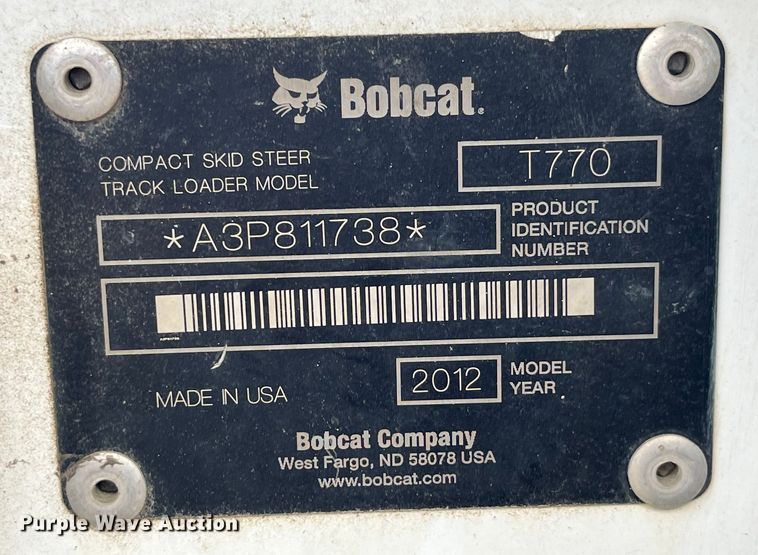 Bobcat.
COMPACT SKID STEER
TRACK LOADER MODEL
T770
*A3P811738*
PRODUCT
IDENTIFICATION
NUMBER
A3P811738
MADE IN USA
2012
MODEL
YEAR
Bobcat Company
West Fargo, ND 58078 USA
www.bobcat.com
Purple Wave Auction